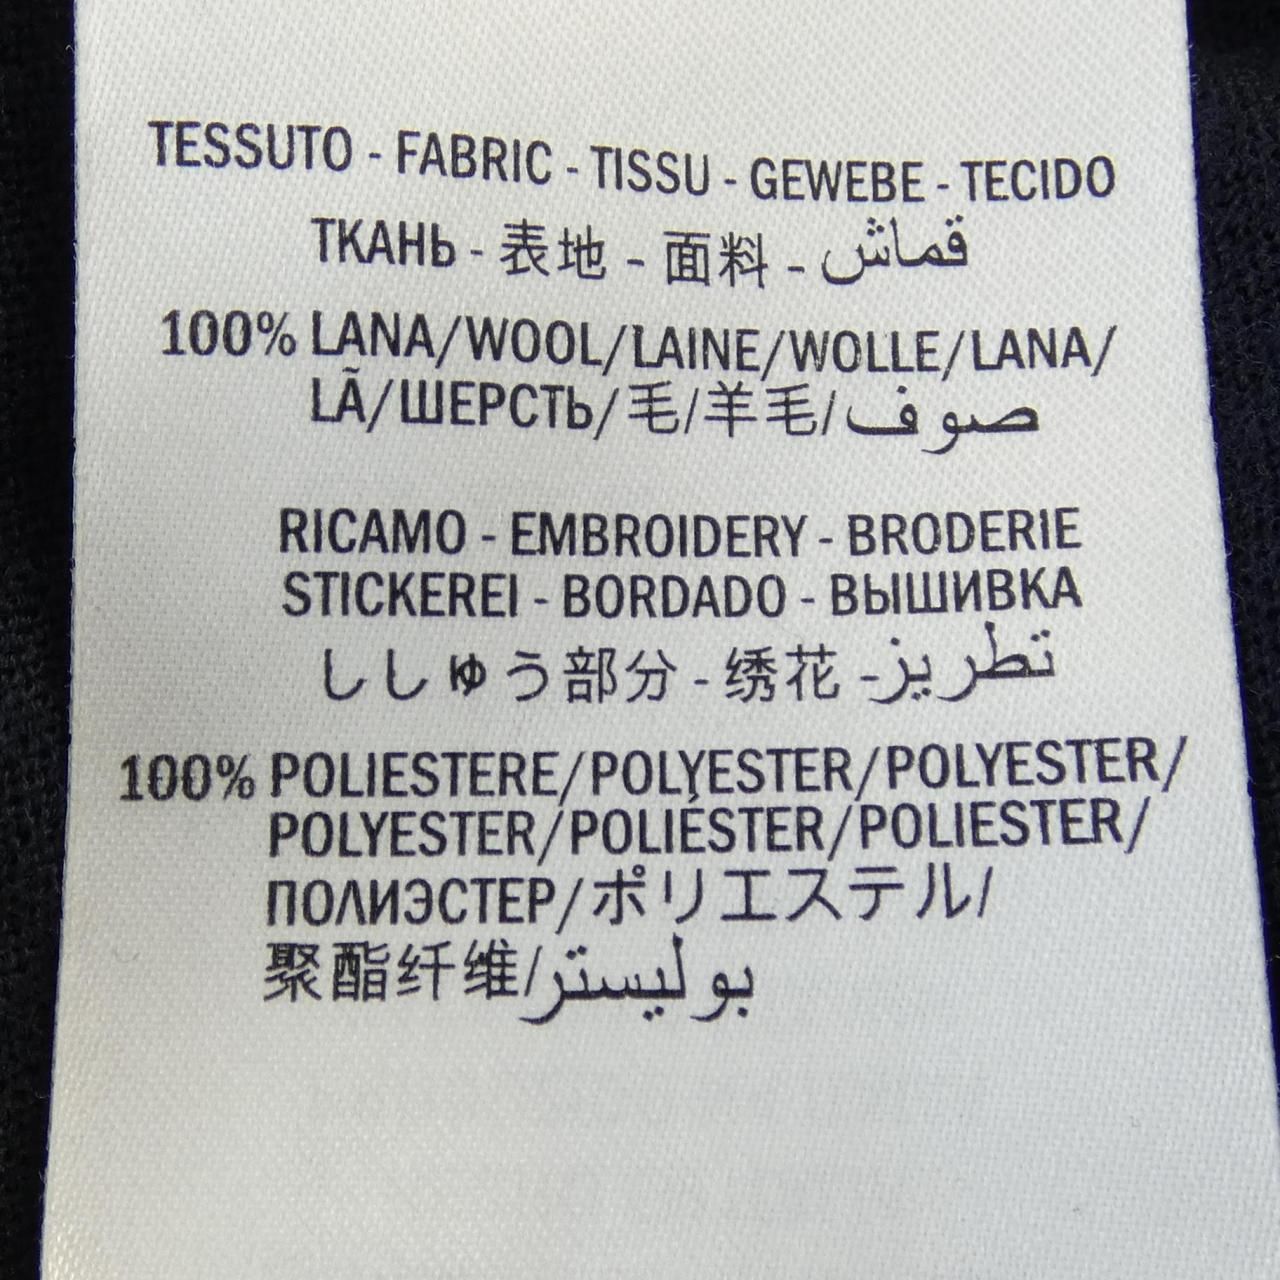 TESSUTO - FABRIC - TISSU - GEWEBE - TECIDO
ТКАНЬ - 表地 - 面料 - قماش
100% LANA/WOOL/LAINE/WOLLE/LANA/
LÃ/ШЕРСТЬ/毛/羊毛/صوف
RICAMO - EMBROIDERY - BRODERIE
STICKEREI - BORDADO - ВЫШИВКА
ししゅう部分 - 绣花 - تطريز
100% POLIESTERE/POLYESTER/POLYESTER/
POLYESTER/POLIÉSTER/POLIESTER/
ПОЛИЭСТЕР/ポリエステル/
聚酯纤维/بوليستر